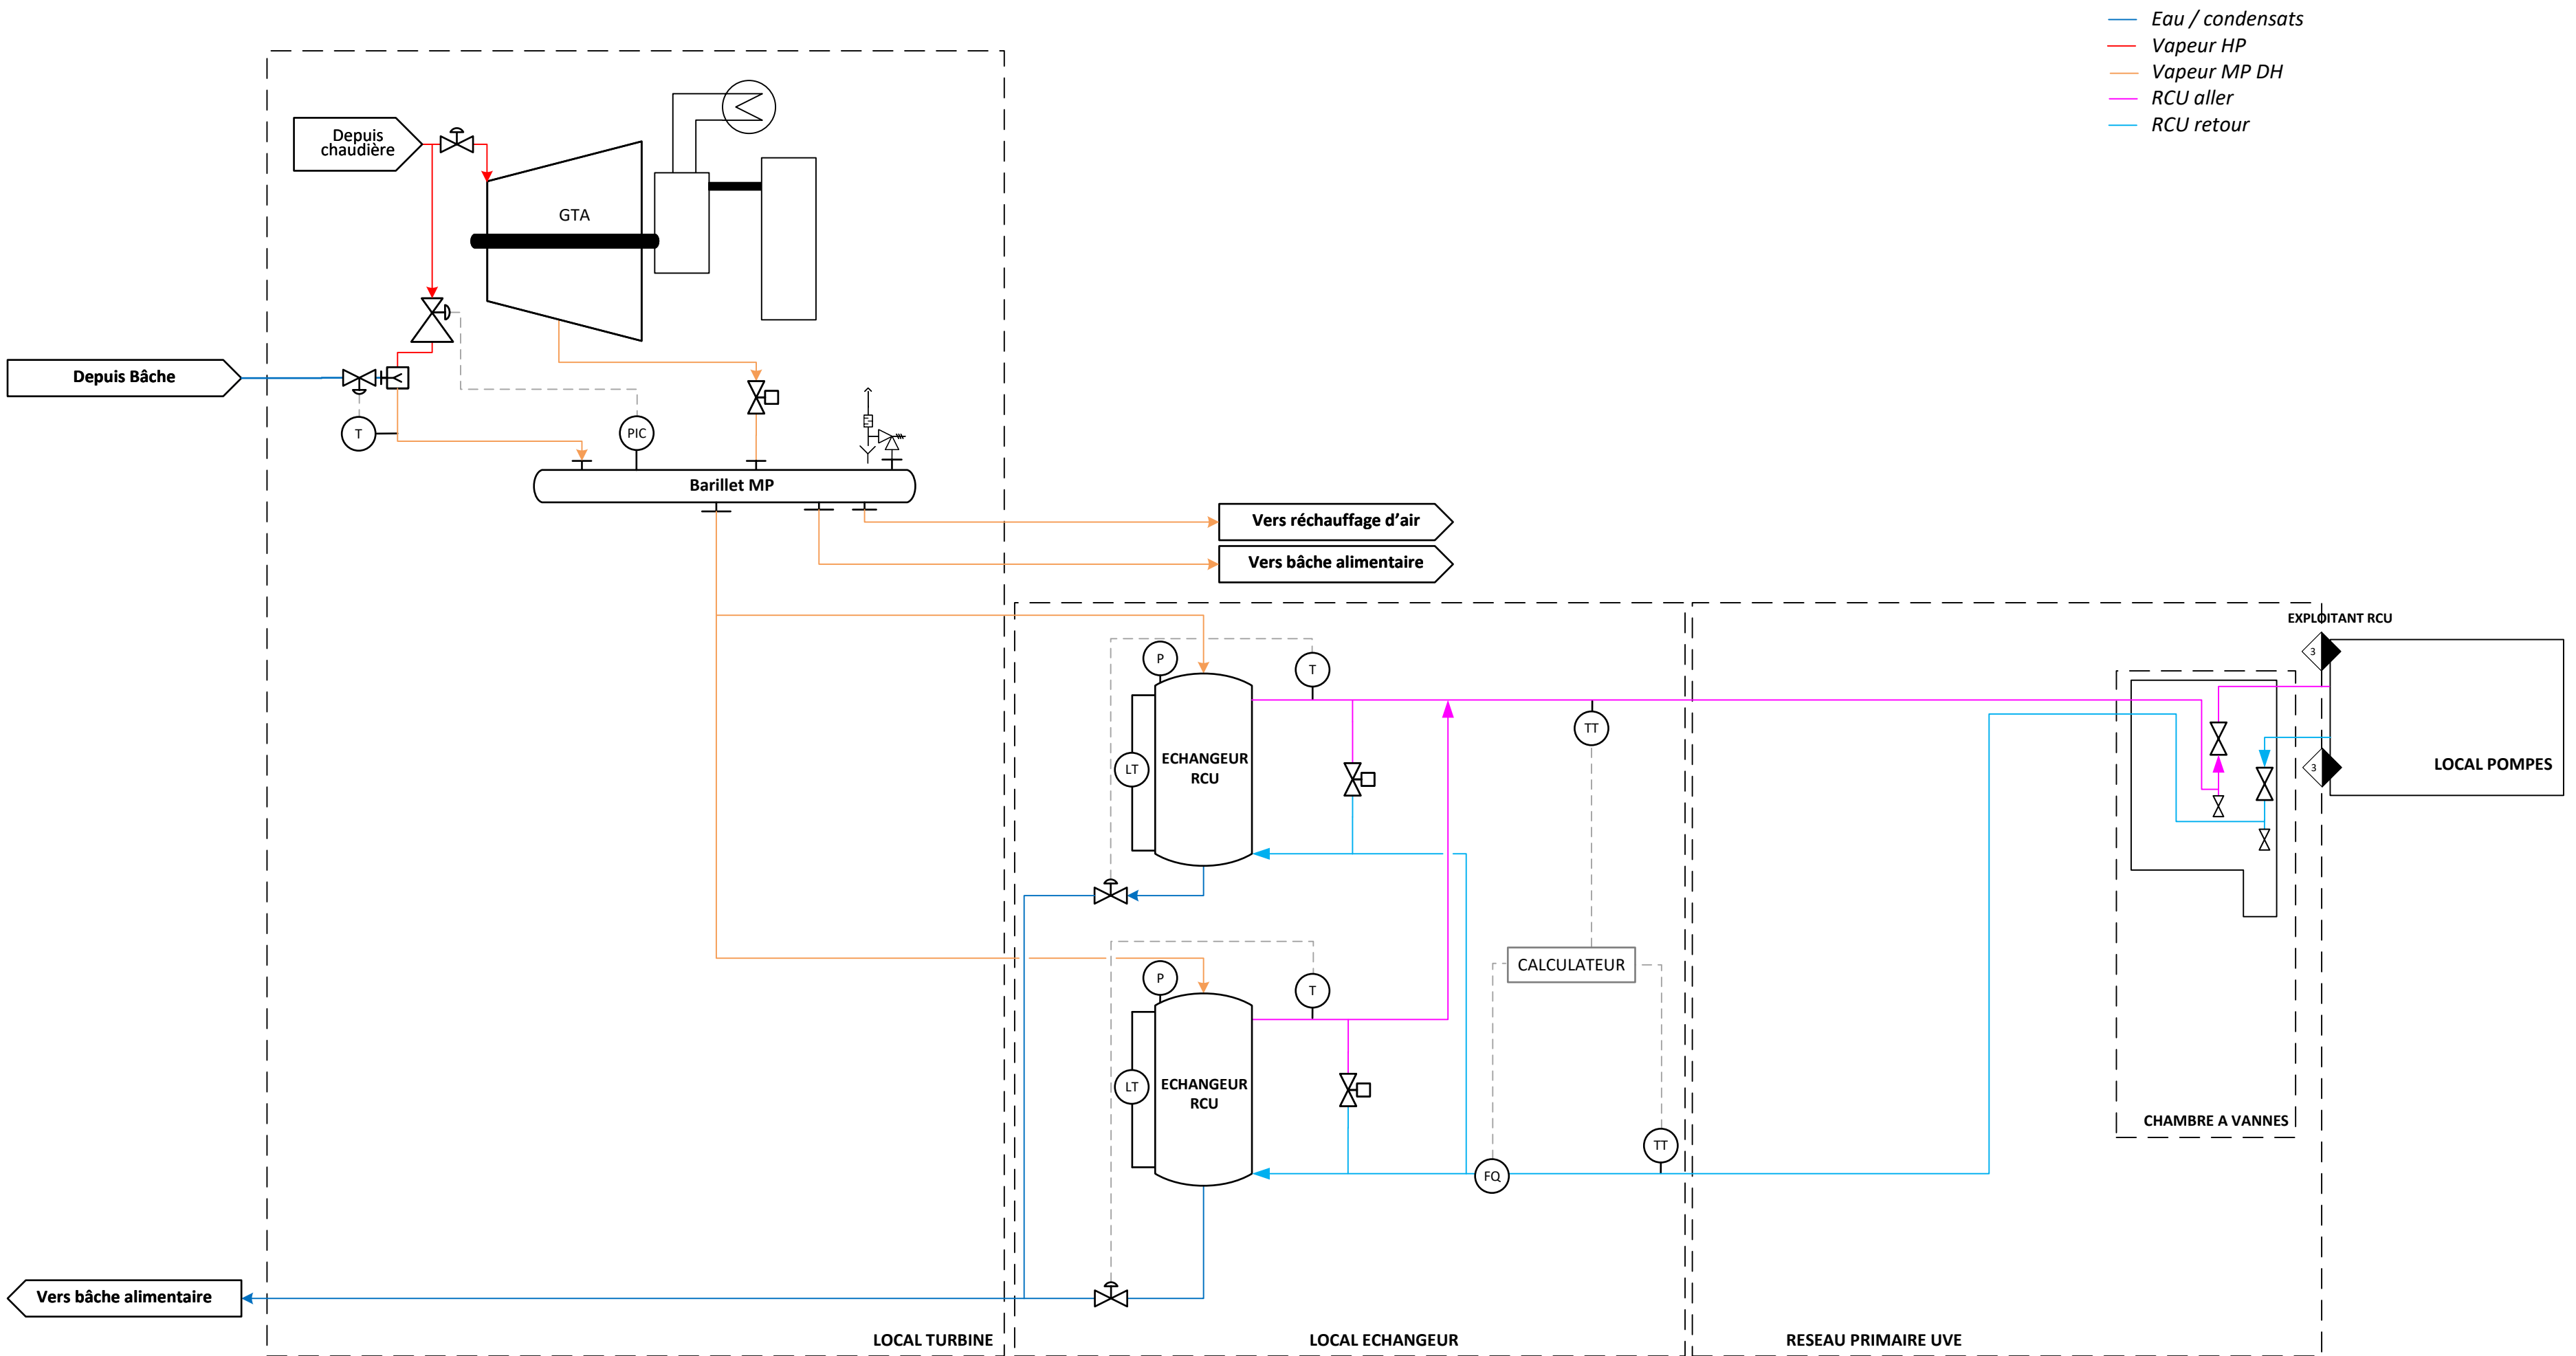 Eau / condensats
Vapeur HP
Vapeur MP DH
RCU aller
RCU retour
Depuis
chaudière
GTA
Depuis Bâche
T
PIC
Barillet MP
Vers réchauffage d'air
Vers bâche alimentaire
EXPLOITANT RCU
P
T
3
TT
ECHANGEUR
RCU
LT
LOCAL POMPES
3
CALCULATEUR
P
T
ECHANGEUR
RCU
LT
CHAMBRE A VANNES
TT
FQ
Vers bâche alimentaire
LOCAL TURBINE
LOCAL ECHANGEUR
RESEAU PRIMAIRE UVE